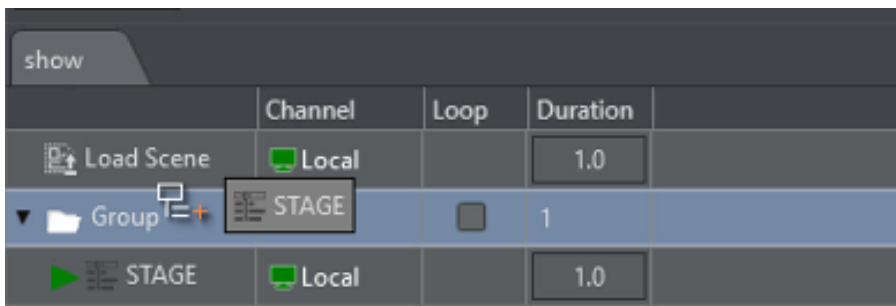 show
Channel Loop Duration
Load Scene Local 1.0
Group STAGE 1
STAGE Local 1.0